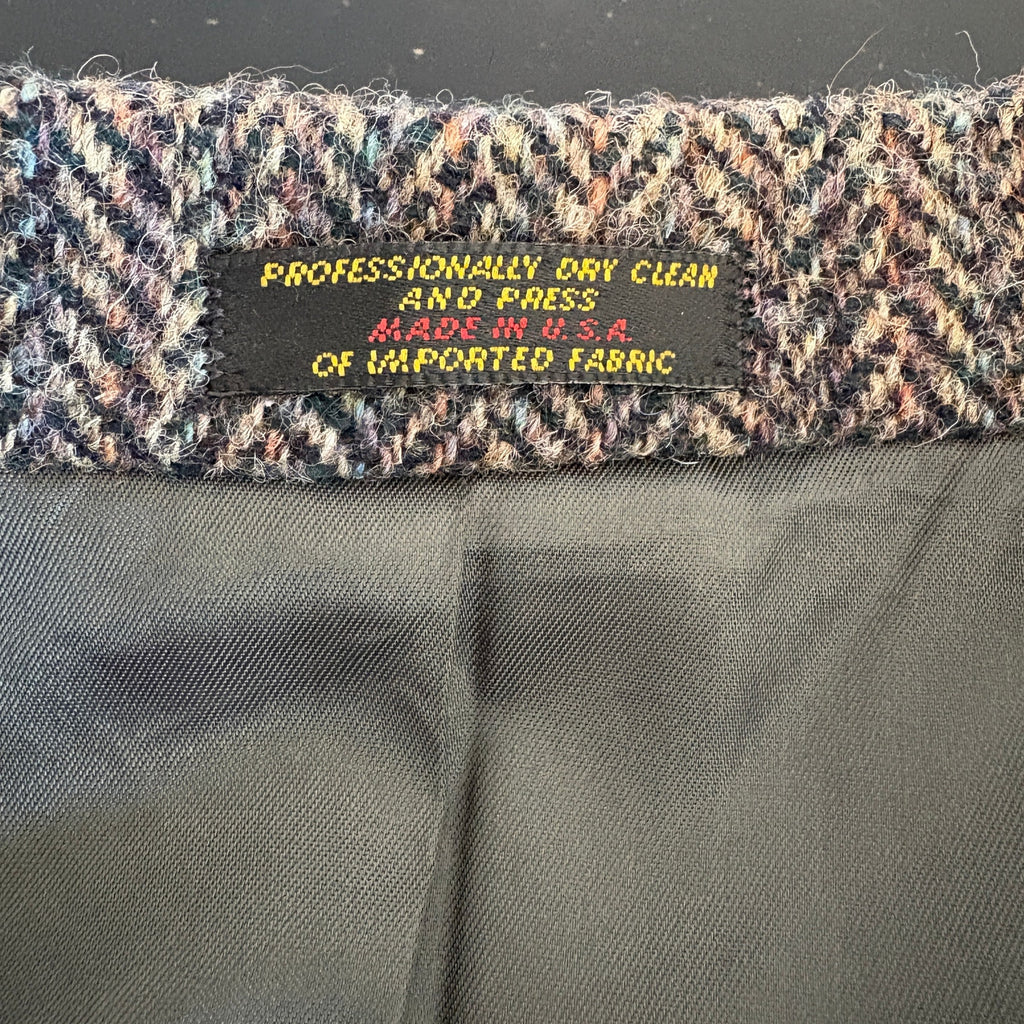 PROFESSIONALLY DRY CLEAN
AND PRESS
MADE IN U.S.A.
OF IMPORTED FABRIC